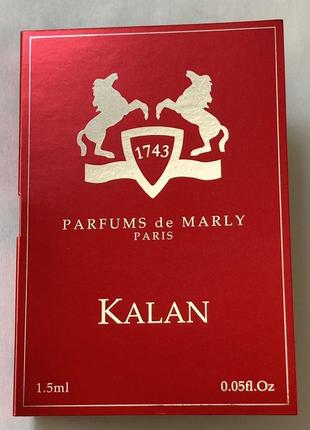 1743
PARFUMS de MARLY
PARIS
KALAN
1.5ml 0.05fl.Oz